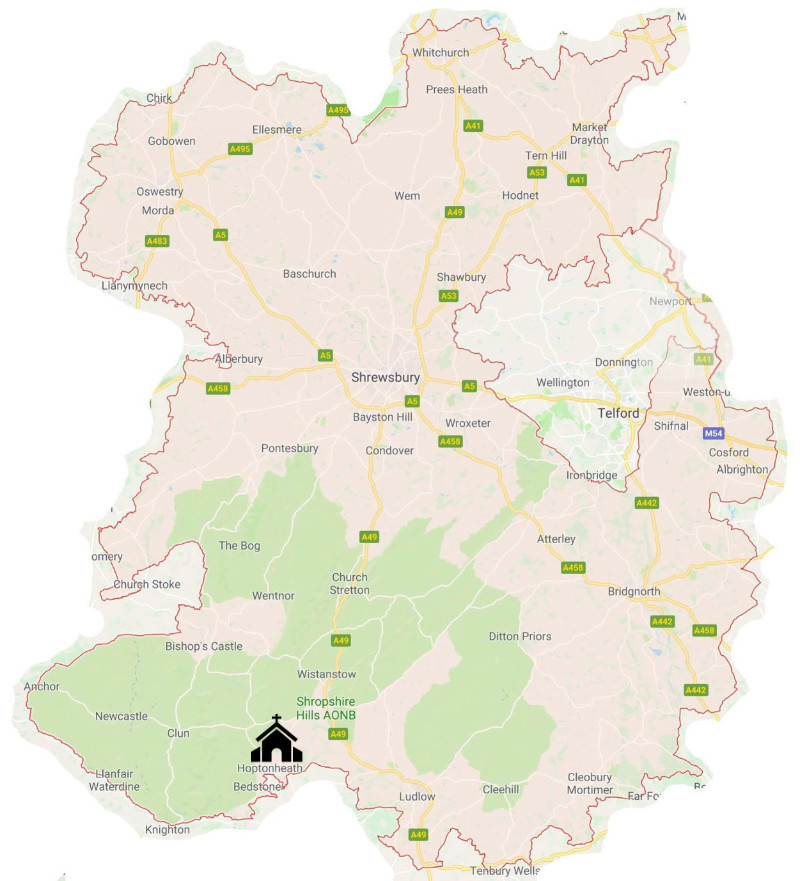 M
Whitchurch
Chirk
Prees Heath
A495
Ellesmere
A41
Market
Drayton
Gobowen
A495
Tern Hill
A53
A41
Oswestry
Wem
Hodnet
Morda
A49
A5
A483
Baschurch
Shawbury
Llanymynech
A53
Newport
Alberbury
A5
A41
Donnington
Shrewsbury
Wellington
A458
A5
Weston-u
A5
Telford
Bayston Hill
Wroxeter
Shifnal
M54
A458
Pontesbury
Condover
Cosford
Albrighton
Ironbridge
A442
A49
The Bog
Atterley
omery
A458
Church Stoke
Church
Stretton
Wentnor
Bridgnorth
A442
A458
A49
Ditton Priors
Bishop's Castle
Wistanstow
Anchor
A442
Shropshire
Hills AONB
Newcastle
Clun
A49
Hoptonheath
Llanfair
Waterdine
Bedstone
Cleobury
Mortimer
Cleehill
Ludlow
Far Fo
Knighton
A49
Tenbury Wells